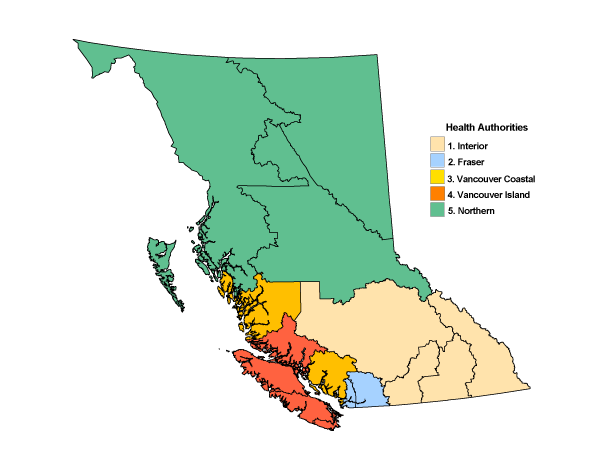 Health Authorities
1. Interior
2. Fraser
3. Vancouver Coastal
4. Vancouver Island
5. Northern